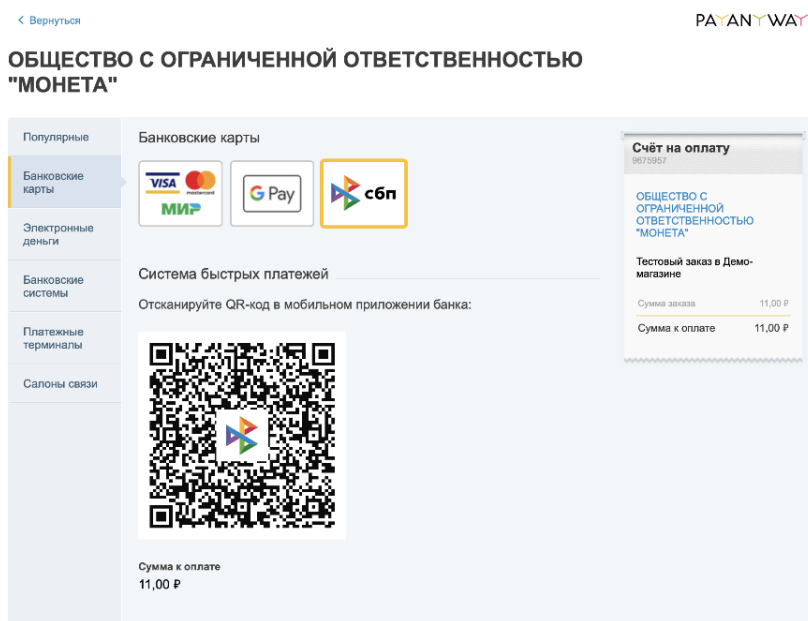 Вернуться
PAYANYWAY
ОБЩЕСТВО С ОГРАНИЧЕННОЙ ОТВЕТСТВЕННОСТЬЮ
"МОНЕТА"
Популярные
Банковские
карты
Электронные
деньги
Банковские
системы
Платежные
терминалы
Салоны связи
Банковские карты
VISA
mastercard
МИР
G Pay
сбп
Система быстрых платежей
Отсканируйте QR-код в мобильном приложении банка:
Сумма к оплате
11,00 ₽
Счёт на оплату
9675957
ОБЩЕСТВО С
ОГРАНИЧЕННОЙ
ОТВЕТСТВЕННОСТЬЮ
"МОНЕТА"
Тестовый заказ в Демо-
магазине
Сумма заказа 11,00 ₽
Сумма к оплате 11,00 ₽